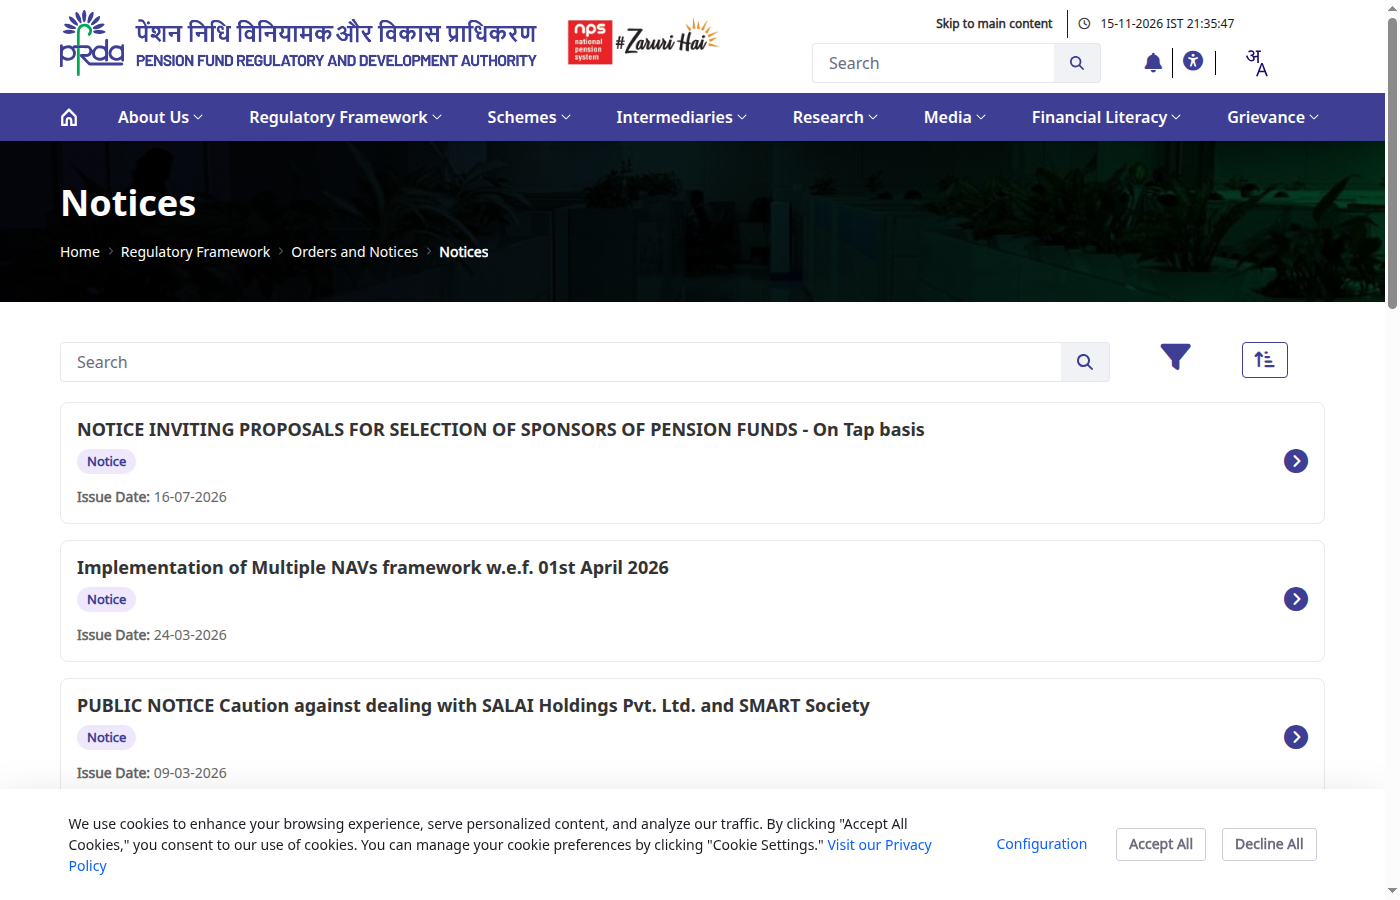 पेंशन निधि विनियामक और विकास प्राधिकरण
PENSION FUND REGULATORY AND DEVELOPMENT AUTHORITY
prda
nps
national
pension
system
#Zaruri Hai
Skip to main content
15-11-2026 IST 21:35:47
Search
अ
A
About Us
Regulatory Framework
Schemes
Intermediaries
Research
Media
Financial Literacy
Grievance
Notices
Home
Regulatory Framework
Orders and Notices
Notices
Search
NOTICE INVITING PROPOSALS FOR SELECTION OF SPONSORS OF PENSION FUNDS - On Tap basis
Notice
Issue Date: 16-07-2026
Implementation of Multiple NAVs framework w.e.f. 01st April 2026
Notice
Issue Date: 24-03-2026
PUBLIC NOTICE Caution against dealing with SALAI Holdings Pvt. Ltd. and SMART Society
Notice
Issue Date: 09-03-2026
We use cookies to enhance your browsing experience, serve personalized content, and analyze our traffic. By clicking "Accept All
Cookies," you consent to our use of cookies. You can manage your cookie preferences by clicking "Cookie Settings." Visit our Privacy
Policy
Configuration
Accept All
Decline All